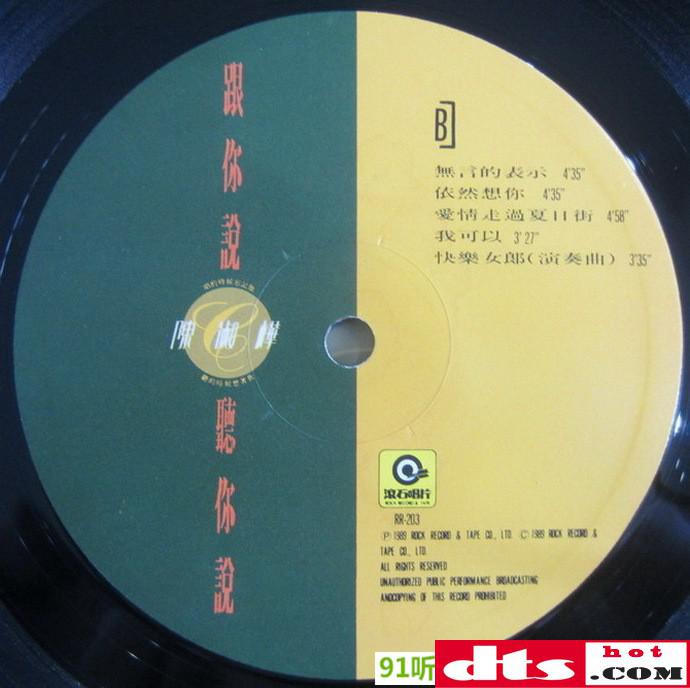 跟你說
陳淑樺
聽你說
B
無言的表示 4'35"
依然想你 4'35"
愛情走過夏日街 4'58"
我可以 3'27"
快樂女郎(演奏曲) 3'35"
滾石唱片
ROCK RECORD & TAPE
RR-203
Ⓟ 1989 ROCK RECORD & TAPE CO., LTD. © 1989 ROCK RECORD &
TAPE CO., LTD.
ALL RIGHTS RESERVED
UNAUTHORIZED PUBLIC PERFORMANCE BROADCASTING
ANDCOPYING OF THIS RECORD PROHIBITED
91听
dts
hot
.COM